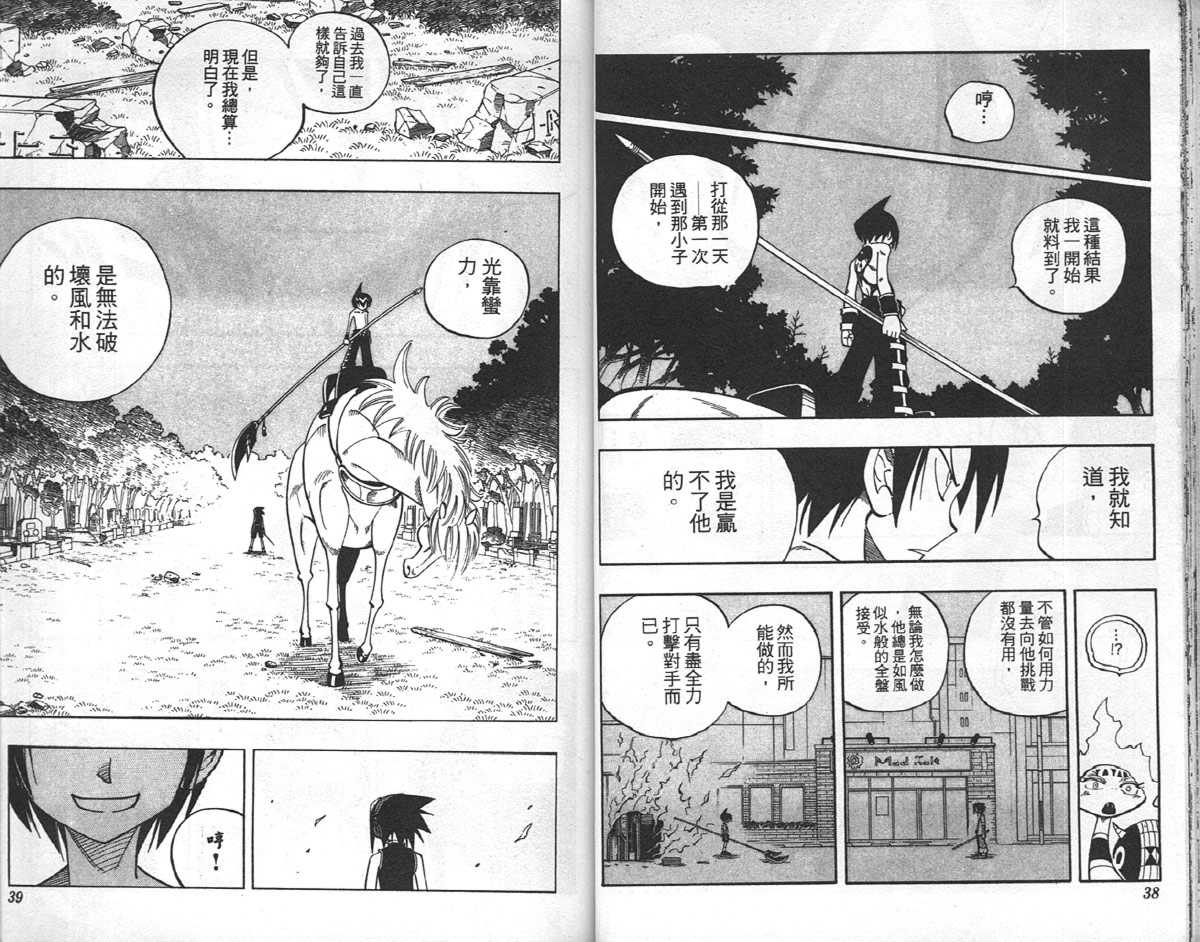 哼…
這種結果
我一開始
就料到了。
打從那一天
——第一次
遇到那小子
開始，
我就知
道，
我是贏
不了他
的。
…!?
不管如何用力
量去向他挑戰
都沒有用，
無論我怎麼做
，他總是如風
似水般的全盤
接受。
然而我所
能做的，
只有盡全力
打擊對手而
已。
38
過去我一直
告訴自己這
樣就夠了，
但是，
現在我總算…
明白了。
光靠蠻
力，
是無法破
壞風和水
的。
哼！
39